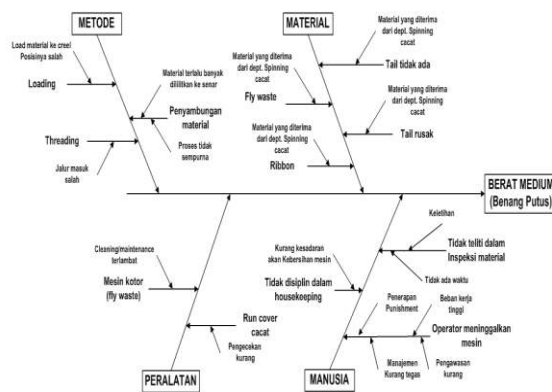 METODE
MATERIAL
Load material ke creel
Posisinya salah
Loading
Material terlalu banyak
dililitkan ke senar
Penyambungan
material
Threading
Proses tidak
sempurna
Jalur masuk
salah
Material yang diterima
dari dept. Spinning
cacat
Tail tidak ada
Material yang diterima
dari dept. Spinning
cacat
Fly waste
Material yang diterima
dari dept. Spinning
cacat
Tail rusak
Material yang diterima
dari dept. Spinning
cacat
Ribbon
BERAT MEDIUM
(Benang Putus)
Cleaning/maintenance
terlambat
Mesin kotor
(fly waste)
Run cover
cacat
Pengecekan
kurang
PERALATAN
Keletihan
Kurang kesadaran
akan Kebersihan mesin
Tidak teliti dalam
Inspeksi material
Tidak disiplin dalam
housekeeping
Tidak ada waktu
Penerapan
Punishment
Beban kerja
tinggi
Operator meninggalkan
mesin
Manajemen
Kurang tegas
Pengawasan
kurang
MANUSIA